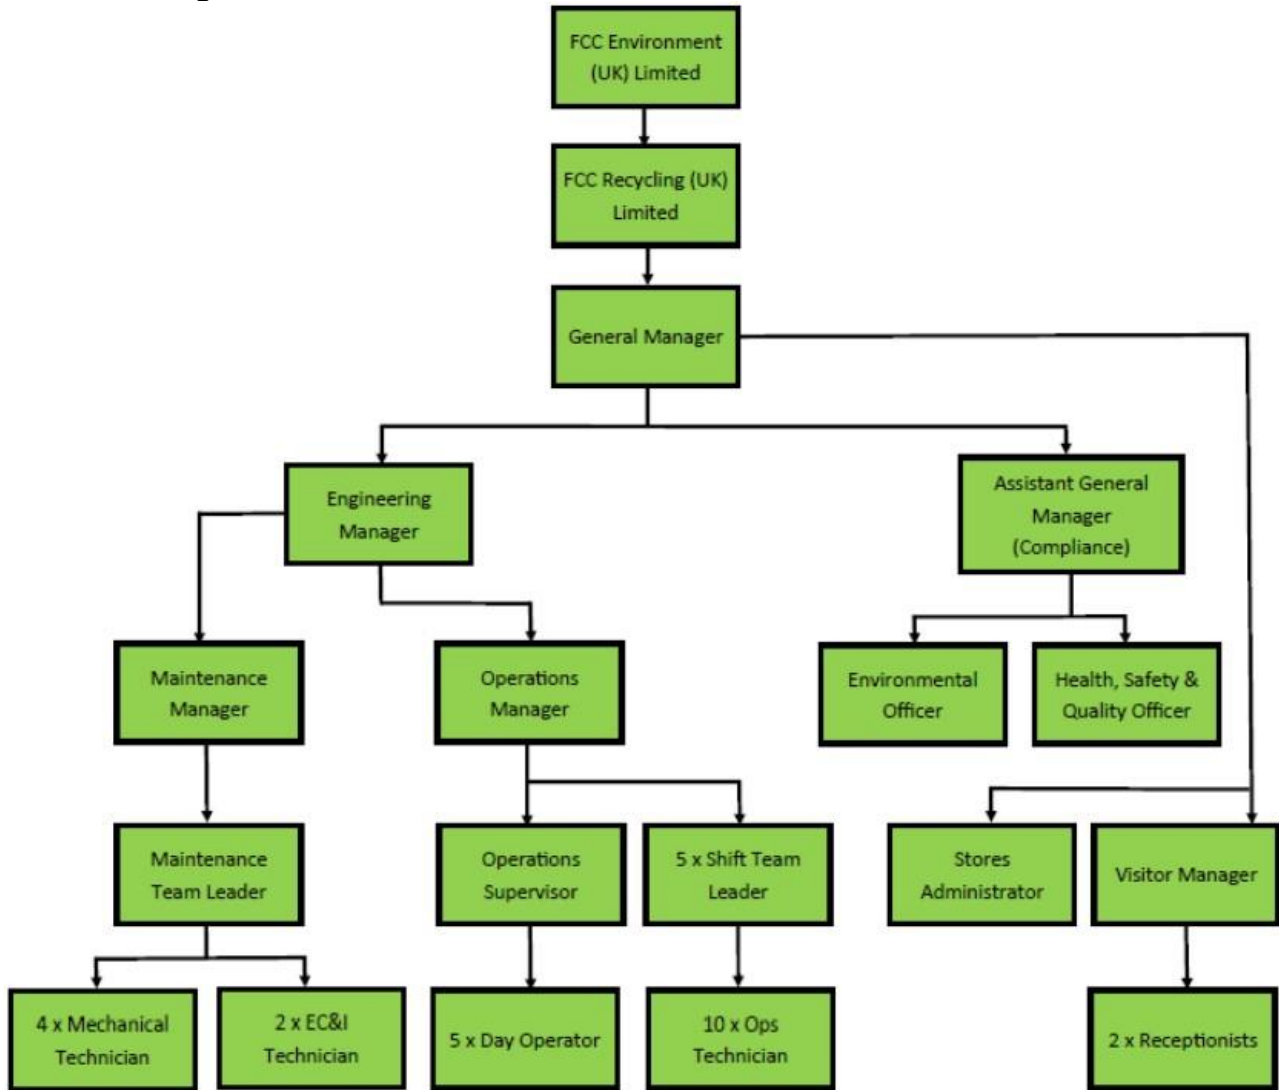 FCC Environment
(UK) Limited
FCC Recycling (UK)
Limited
General Manager
Engineering
Manager
Assistant General
Manager
(Compliance)
Maintenance
Manager
Operations
Manager
Environmental
Officer
Health, Safety &
Quality Officer
Maintenance
Team Leader
Operations
Supervisor
5 x Shift Team
Leader
Stores
Administrator
Visitor Manager
4 x Mechanical
Technician
2 x EC&I
Technician
5 x Day Operator
10 x Ops
Technician
2 x Receptionists